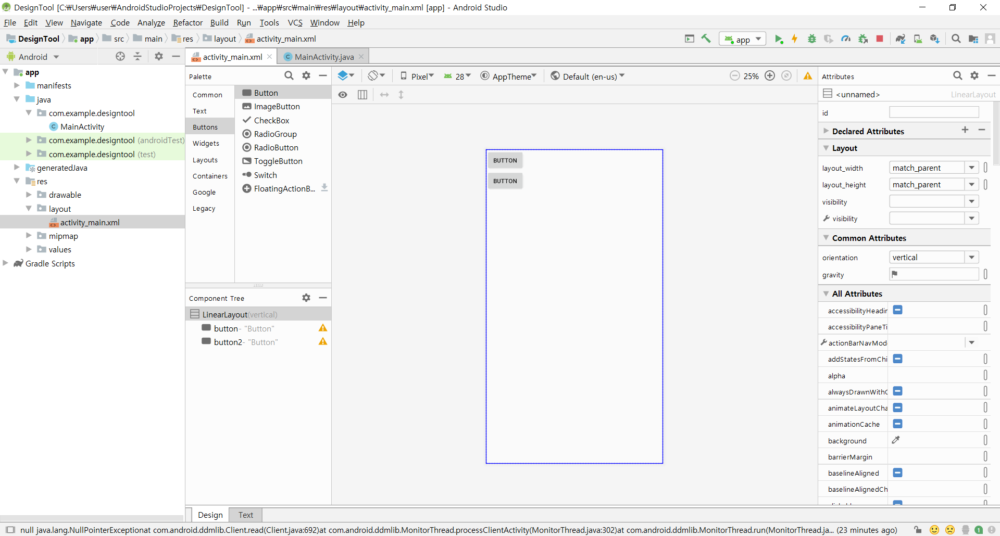 DesignTool [C:₩Users₩user₩AndroidStudioProjects₩DesignTool] - ...₩app₩src₩main₩res₩layout₩activity_main.xml [app] - Android Studio
File Edit View Navigate Code Analyze Refactor Build Run Tools VCS Window Help
DesignTool app src main res layout activity_main.xml
app
Android
activity_main.xml
MainActivity.java
app
manifests
java
com.example.designtool
MainActivity
com.example.designtool (androidTest)
com.example.designtool (test)
generatedJava
res
drawable
layout
activity_main.xml
mipmap
values
Gradle Scripts
Palette
Common
Text
Buttons
Widgets
Layouts
Containers
Google
Legacy
Button
ImageButton
CheckBox
RadioGroup
RadioButton
ToggleButton
Switch
FloatingActionB...
Component Tree
LinearLayout(vertical)
button- "Button"
button2- "Button"
Pixel 28 AppTheme Default (en-us) 25%
BUTTON
BUTTON
Attributes
<unnamed> LinearLayout
id
Declared Attributes
Layout
layout_width match_parent
layout_height match_parent
visibility
visibility
Common Attributes
orientation vertical
gravity
All Attributes
accessibilityHeadin
accessibilityPaneTi
actionBarNavMod
addStatesFromChi
alpha
alwaysDrawnWithC
animateLayoutCha
animationCache
background
barrierMargin
baselineAligned
baselineAlignedCh
Design Text
null java.lang.NullPointerExceptionat com.android.ddmlib.Client.read(Client.java:692)at com.android.ddmlib.MonitorThread.processClientActivity(MonitorThread.java:302)at com.android.ddmlib.MonitorThread.run(MonitorThread.ja... (23 minutes ago)
1